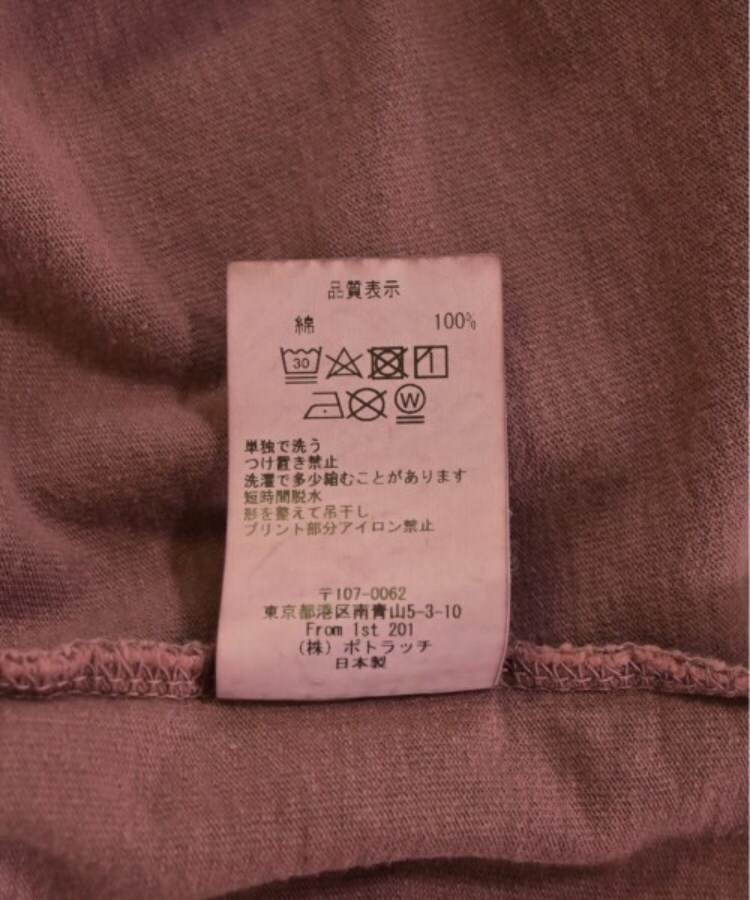 品質表示
綿 100%
30
W
単独で洗う
つけ置き禁止
洗濯で多少縮むことがあります
短時間脱水
形を整えて吊干し
プリント部分アイロン禁止
〒107-0062
東京都港区南青山5-3-10
From 1st 201
(株) ポトラッチ
日本製